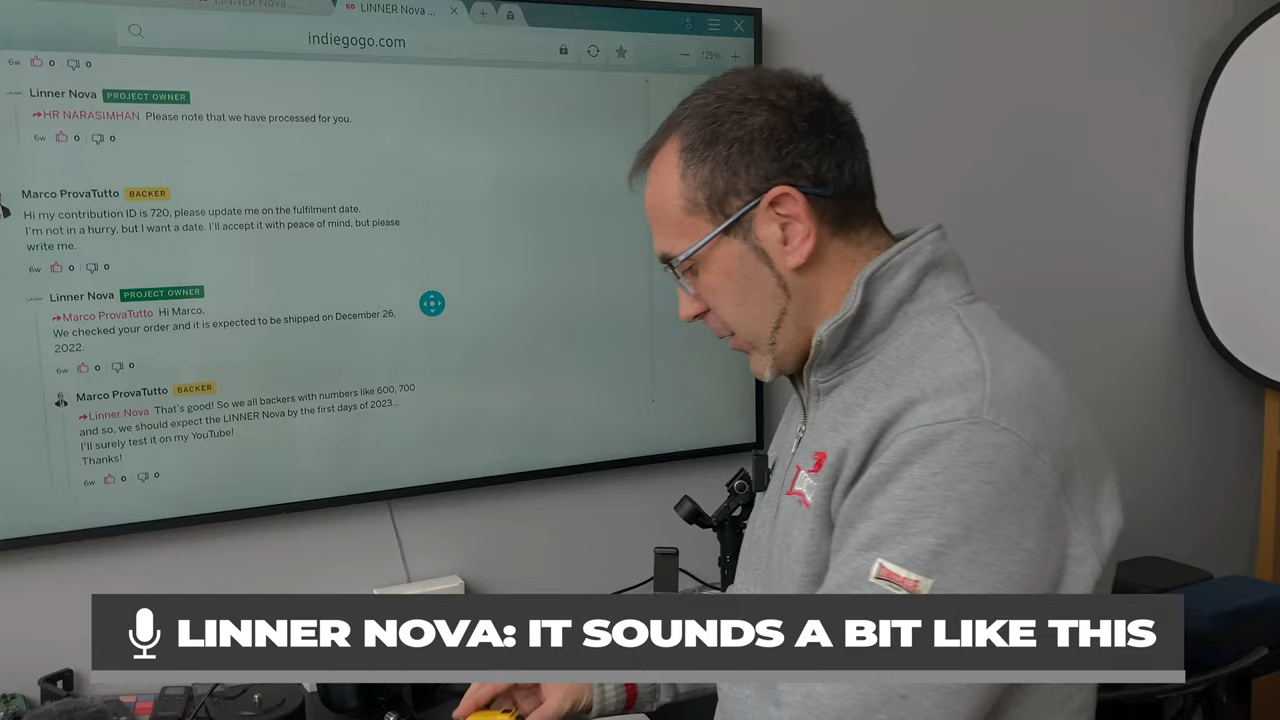 LINNER Nova ...
LINNER Nova ...
indiegogo.com
125%
6w 0 0
Linner Nova PROJECT OWNER
HR NARASIMHAN Please note that we have processed for you.
6w 0 0
Marco ProvaTutto BACKER
Hi my contribution ID is 720, please update me on the fulfilment date.
I'm not in a hurry, but I want a date. I'll accept it with peace of mind, but please
write me.
6w 0 0
Linner Nova PROJECT OWNER
Marco ProvaTutto Hi Marco,
We checked your order and it is expected to be shipped on December 26,
2022.
6w 0 0
Marco ProvaTutto BACKER
Linner Nova That's good! So we all backers with numbers like 600, 700
and so, we should expect the LINNER Nova by the first days of 2023...
I'll surely test it on my YouTube!
Thanks!
6w 0 0
LINNER NOVA: IT SOUNDS A BIT LIKE THIS